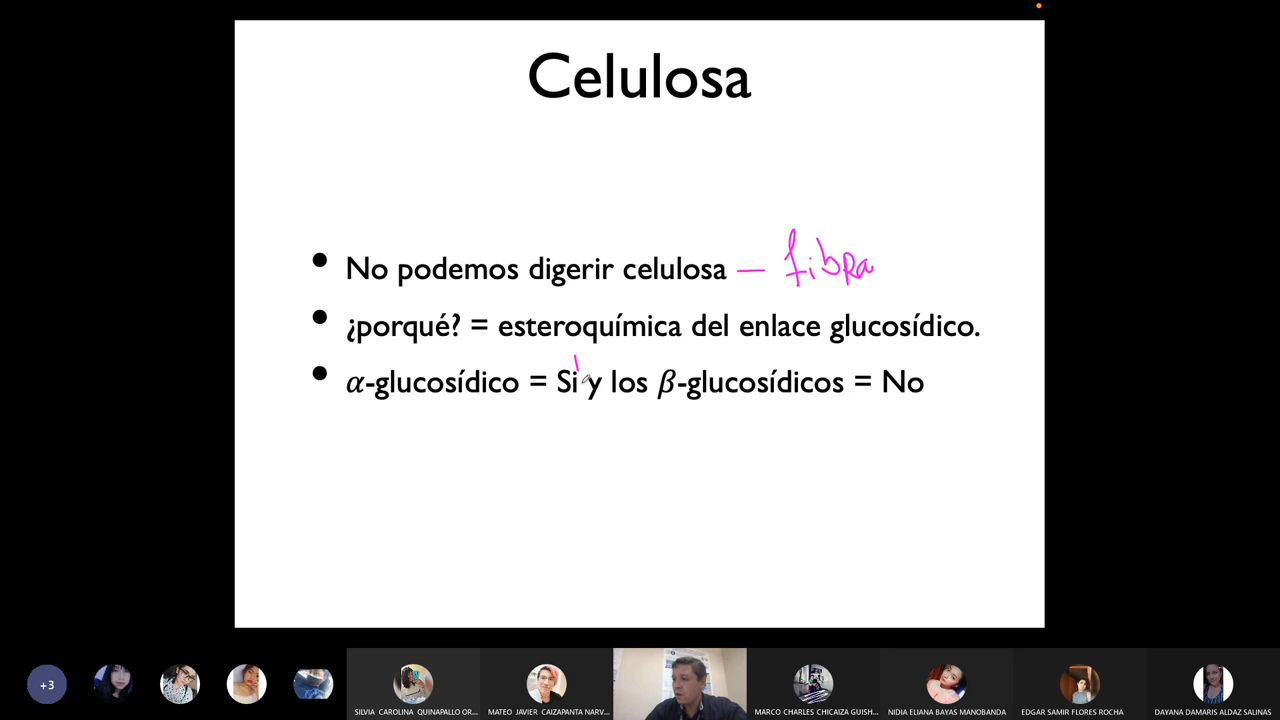 Celulosa
• No podemos digerir celulosa — fibRa
• ¿porqué? = esteroquímica del enlace glucosídico.
• α-glucosídico = Si y los β-glucosídicos = No
+3
SILVIA CAROLINA QUINAPALLO OR...
MATEO JAVIER CAIZAPANTA NARV...
MARCO CHARLES CHICAIZA GUISH...
NIDIA ELIANA BAYAS MANOBANDA
EDGAR SAMIR FLORES ROCHA
DAYANA DAMARIS ALDAZ SALINAS